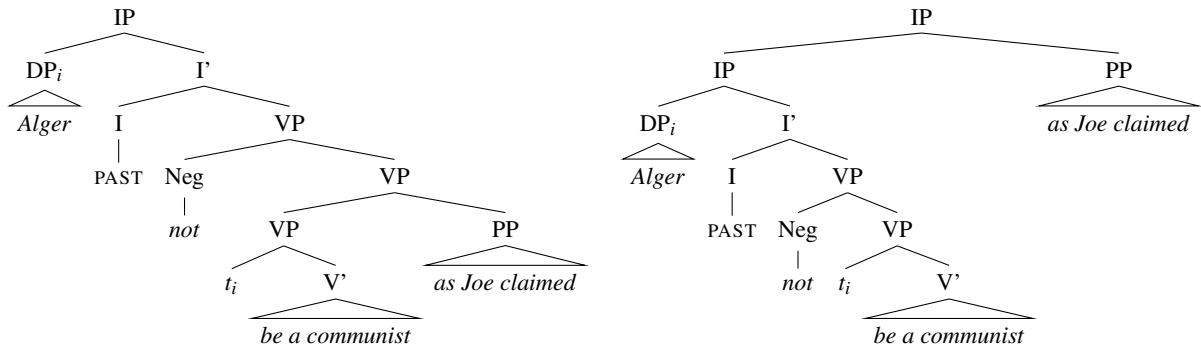 IP IP
DPᵢ I' IP PP
Alger I VP DPᵢ I' as Joe claimed
PAST Neg VP Alger I VP
not VP PP PAST Neg VP
tᵢ V' as Joe claimed not tᵢ V'
be a communist be a communist